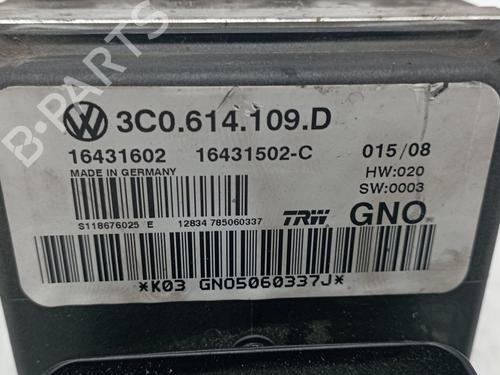 B-PARTS
3C0.614.109.D
16431602 16431502-C 015/08
MADE IN GERMANY HW:020
SW:0003
S118676025 E 12834 785060337 TRW GNO
*K03 GNO5060337J*